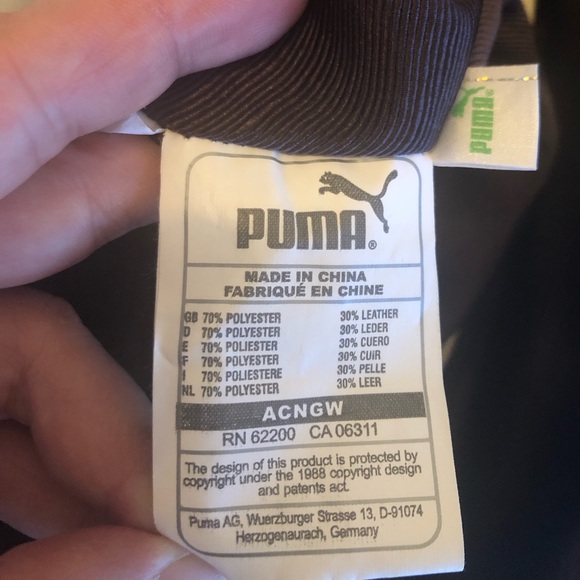 PUMA®
PUMA®
MADE IN CHINA
FABRIQUÉ EN CHINE
GB 70% POLYESTER 30% LEATHER
D 70% POLYESTER 30% LEDER
E 70% POLIESTER 30% CUERO
F 70% POLYESTER 30% CUIR
I 70% POLIESTERE 30% PELLE
NL 70% POLYESTER 30% LEER
ACNGW
RN 62200 CA 06311
The design of this product is protected by
copyright under the 1988 copyright design
and patents act.
Puma AG, Wuerzburger Strasse 13, D-91074
Herzogenaurach, Germany